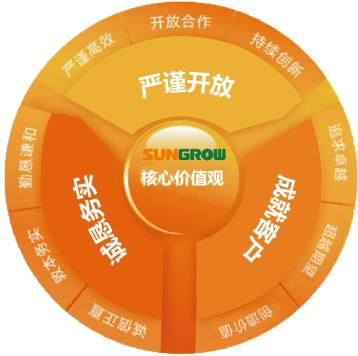 严谨高效
开放合作
持续创新
严谨开放
SUNGROW
核心价值观
勤恳谦和
敦本务实
诚信正直
诚恳务实
追求卓越
超越期望
创造价值
成就客户